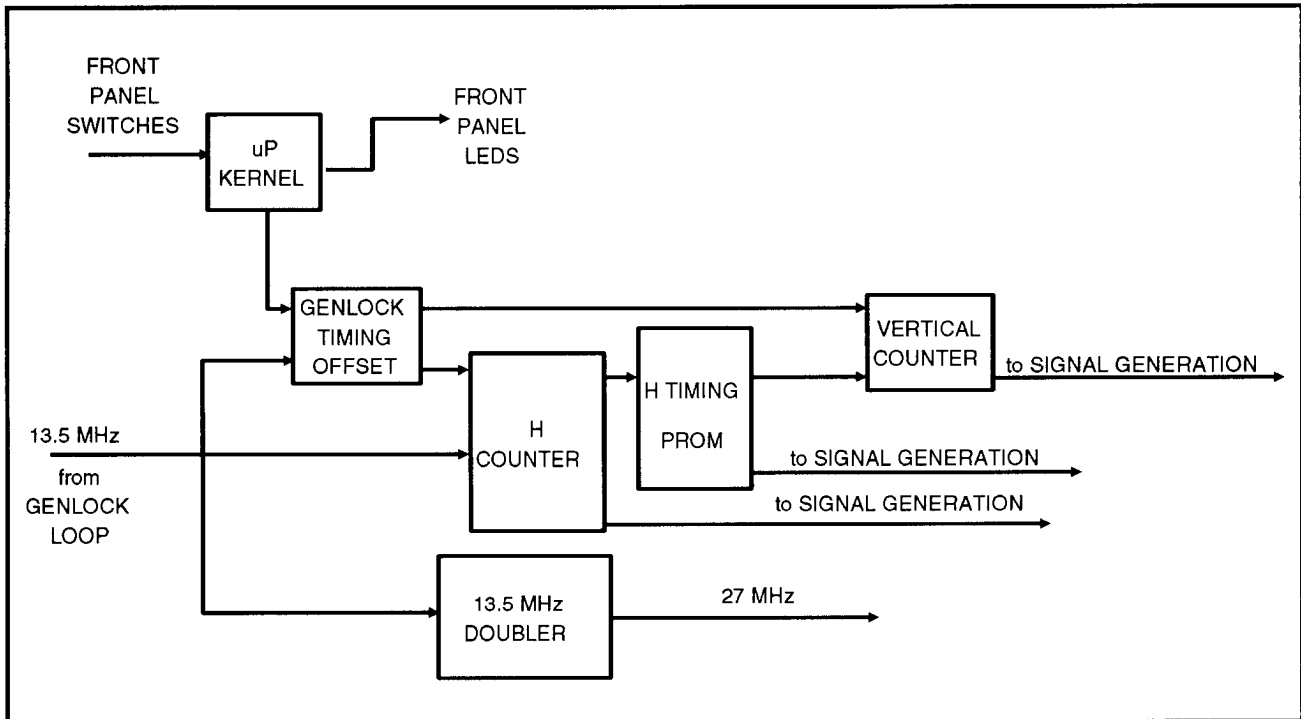 FRONT
PANEL
SWITCHES
FRONT
PANEL
LEDS
uP
KERNEL
GENLOCK
TIMING
OFFSET
VERTICAL
COUNTER
to SIGNAL GENERATION
H TIMING
PROM
H
COUNTER
13.5 MHz
from
GENLOCK
LOOP
to SIGNAL GENERATION
to SIGNAL GENERATION
13.5 MHz
DOUBLER
27 MHz